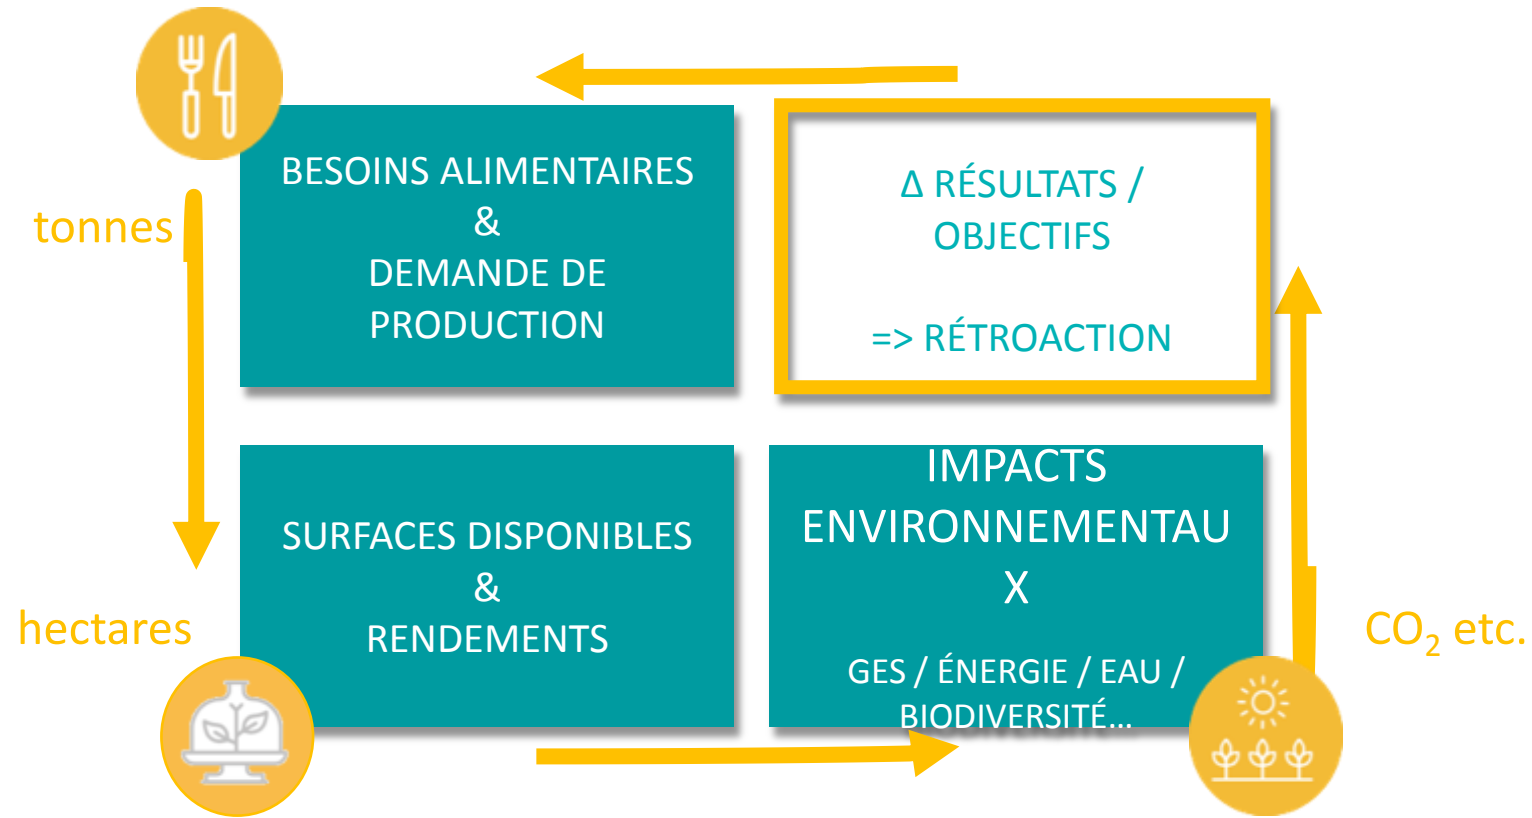 BESOINS ALIMENTAIRES
&
DEMANDE DE
PRODUCTION
Δ RÉSULTATS /
OBJECTIFS
=> RÉTROACTION
tonnes
SURFACES DISPONIBLES
&
RENDEMENTS
hectares
IMPACTS
ENVIRONNEMENTAU
X
GES / ÉNERGIE / EAU /
BIODIVERSITÉ...
CO₂ etc.